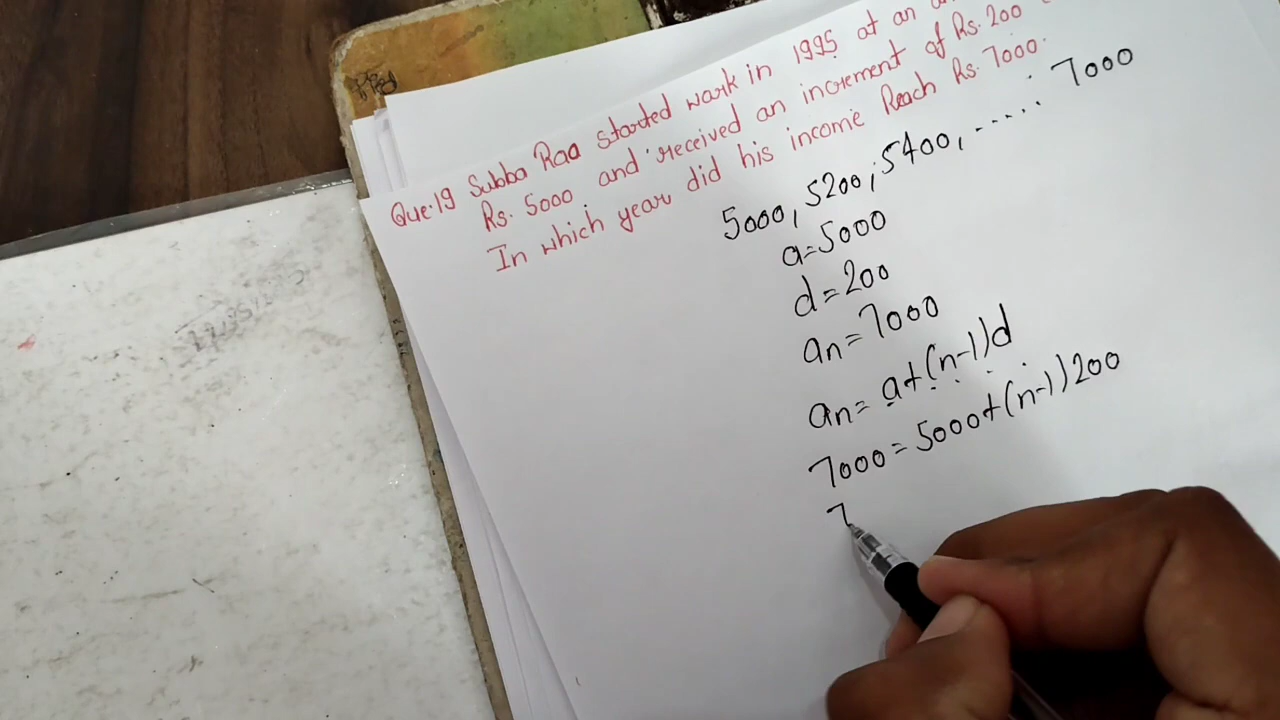 Que.19 Subba Rao started work in 1995 at an
Rs. 5000 and received an increment of Rs. 200
In which year did his income Reach Rs. 7000.
5000, 5200, 5400, ........ 7000
a=5000
d=200
an=7000
an= a+(n-1)d
7000=5000+(n-1)200
7